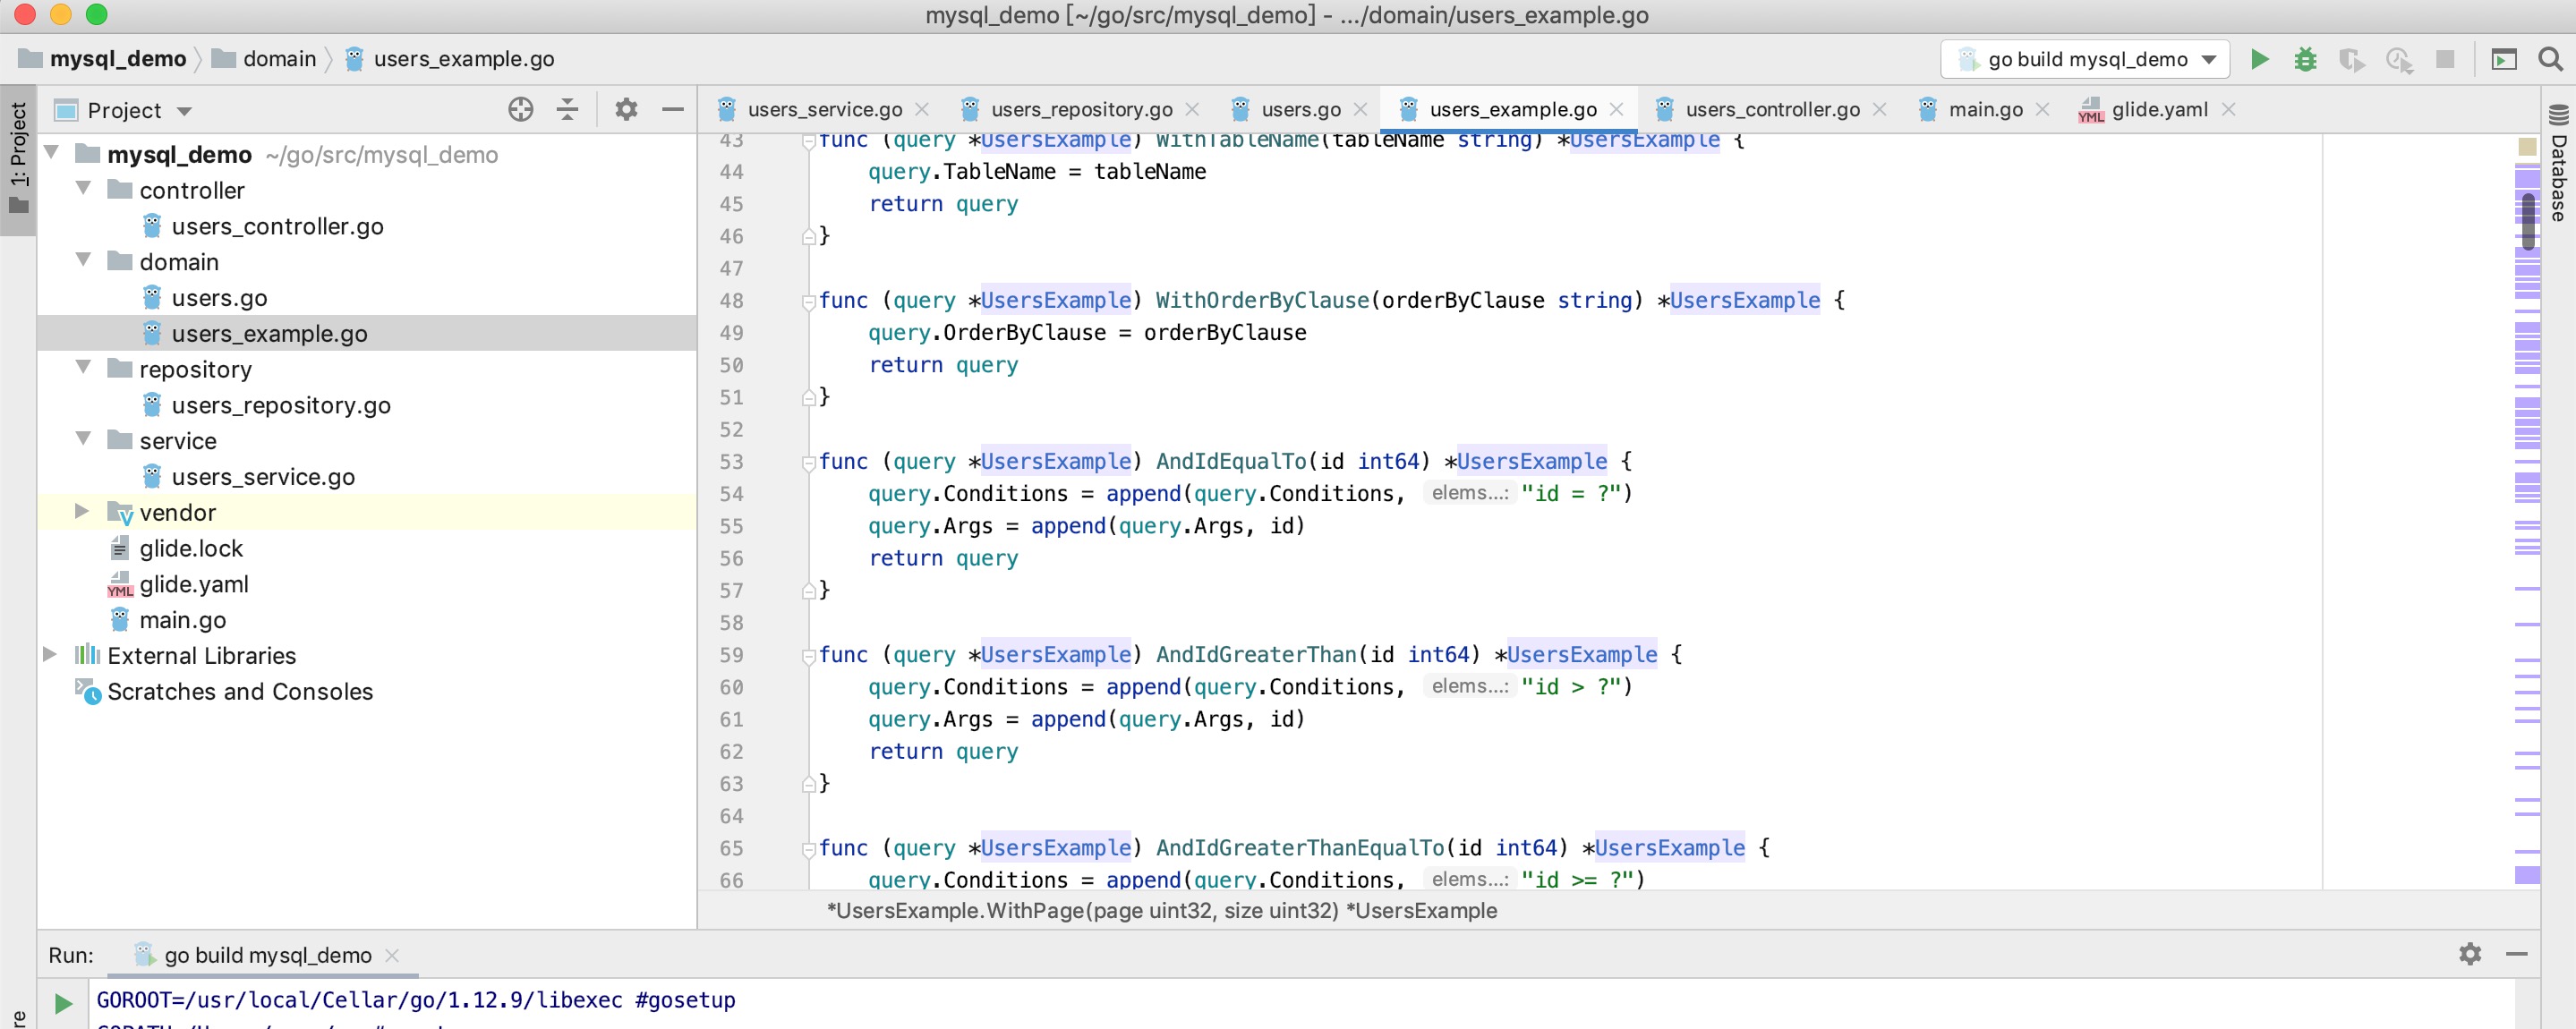 mysql_demo [~/go/src/mysql_demo] - .../domain/users_example.go
mysql_demo domain users_example.go
go build mysql_demo
1: Project
Project
users_service.go users_repository.go users.go users_example.go users_controller.go main.go YML glide.yaml
Database
mysql_demo ~/go/src/mysql_demo
controller
users_controller.go
domain
users.go
users_example.go
repository
users_repository.go
service
users_service.go
vendor
glide.lock
YML glide.yaml
main.go
External Libraries
Scratches and Consoles
43 func (query *UsersExample) WithTableName(tableName string) *UsersExample {
44 query.TableName = tableName
45 return query
46 }
47
48 func (query *UsersExample) WithOrderByClause(orderByClause string) *UsersExample {
49 query.OrderByClause = orderByClause
50 return query
51 }
52
53 func (query *UsersExample) AndIdEqualTo(id int64) *UsersExample {
54 query.Conditions = append(query.Conditions, elems...: "id = ?")
55 query.Args = append(query.Args, id)
56 return query
57 }
58
59 func (query *UsersExample) AndIdGreaterThan(id int64) *UsersExample {
60 query.Conditions = append(query.Conditions, elems...: "id > ?")
61 query.Args = append(query.Args, id)
62 return query
63 }
64
65 func (query *UsersExample) AndIdGreaterThanEqualTo(id int64) *UsersExample {
66 query.Conditions = append(query.Conditions, elems...: "id >= ?")
*UsersExample.WithPage(page uint32, size uint32) *UsersExample
Run: go build mysql_demo
GOROOT=/usr/local/Cellar/go/1.12.9/libexec #gosetup